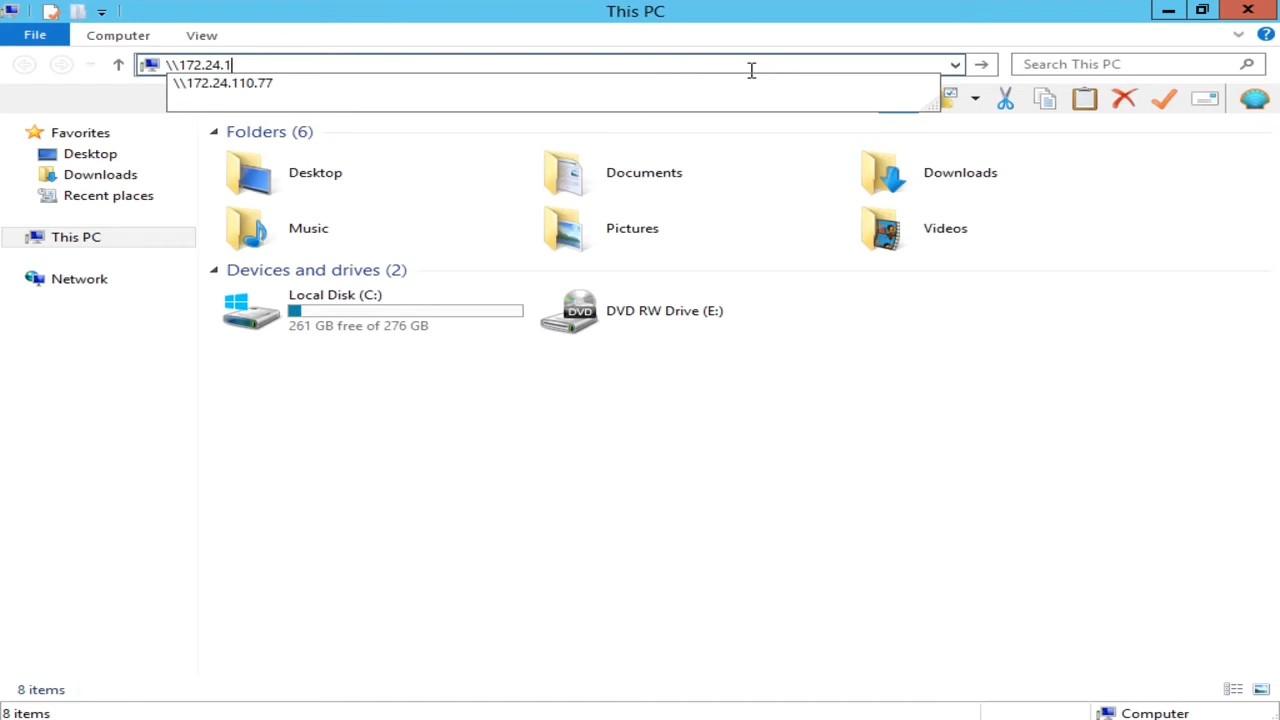 This PC
File
Computer
View
\\172.24.1
Search This PC
\\172.24.110.77
Favorites
Desktop
Downloads
Recent places
This PC
Network
Folders (6)
Desktop
Documents
Downloads
Music
Pictures
Videos
Devices and drives (2)
Local Disk (C:)
261 GB free of 276 GB
DVD
DVD RW Drive (E:)
8 items
8 items
Computer